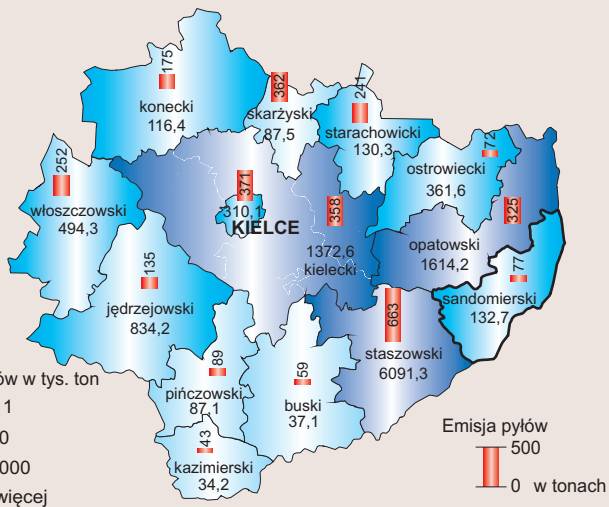 175
konecki
116,4
362
skarżyski
87,5
241
starachowicki
130,3
72
ostrowiecki
361,6
252
włoszczowski
494,3
371
310,1
KIELCE
358
1372,6
kielecki
325
opatowski
1614,2
77
sandomierski
132,7
135
jędrzejowski
834,2
663
staszowski
6091,3
89
pińczowski
87,1
59
buski
37,1
43
kazimierski
34,2
ów w tys. ton
1
0
000
więcej
Emisja pyłów
500
0 w tonach